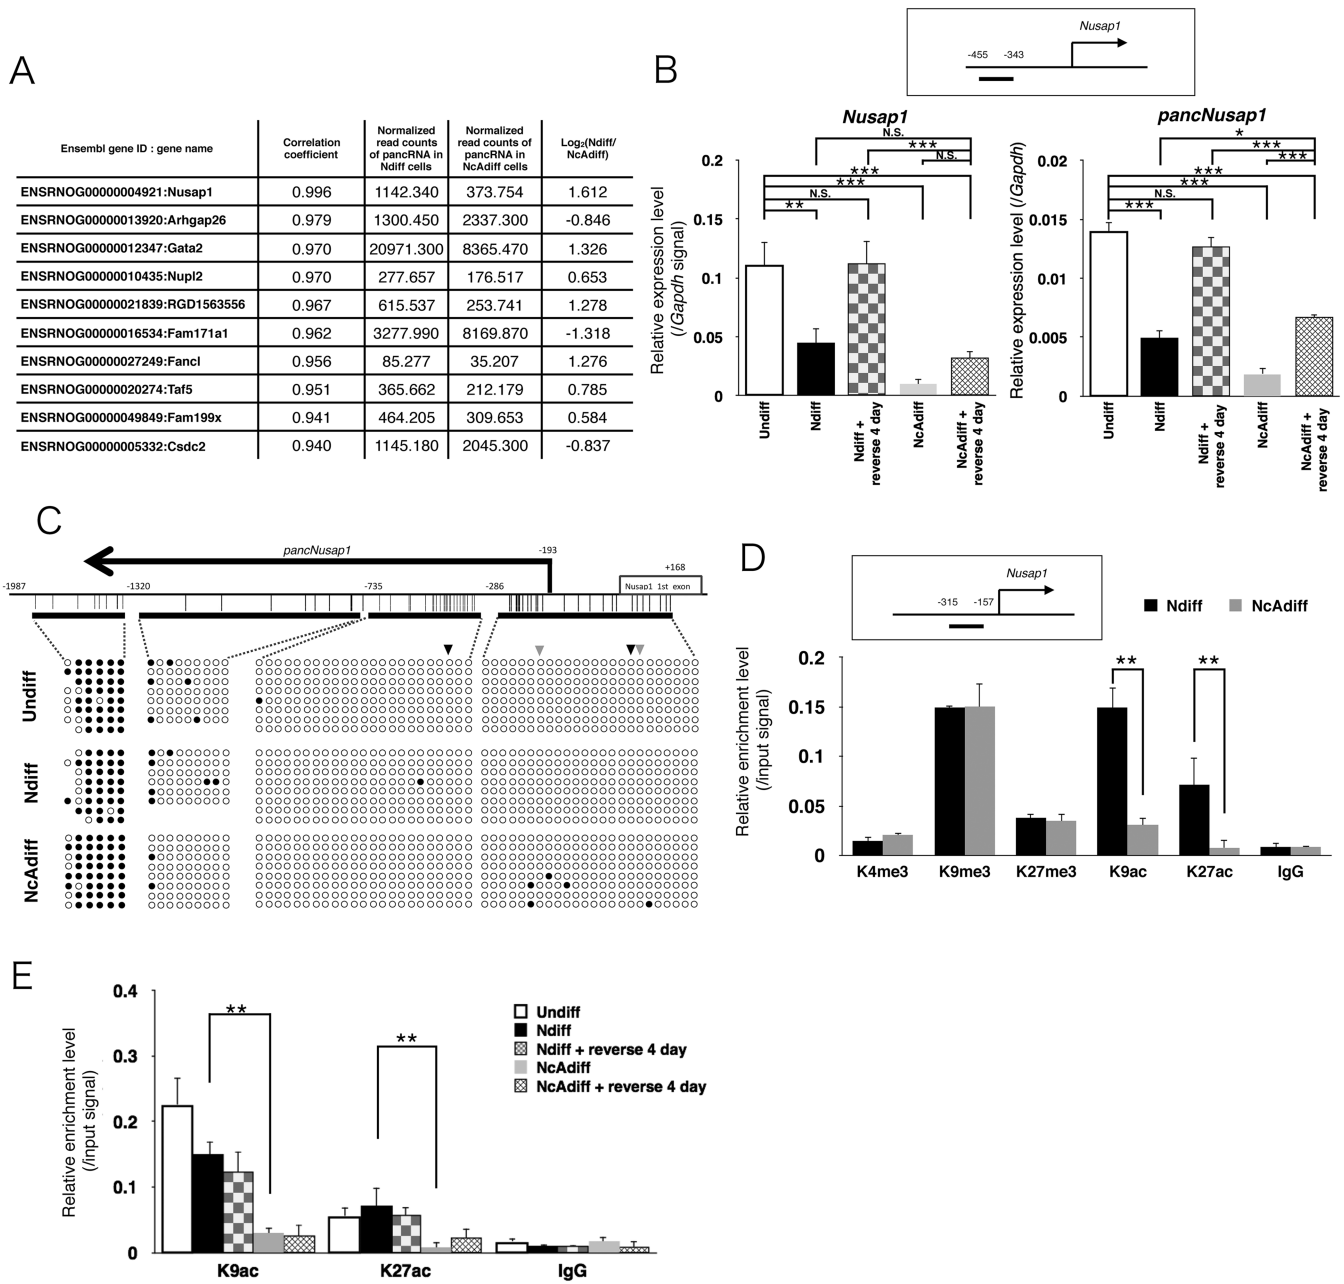 A
Ensembl gene ID : gene name
Correlation coefficient
Normalized read counts of pancRNA in Ndiff cells
Normalized read counts of pancRNA in NcAdiff cells
Log₂(Ndiff/ NcAdiff)
ENSRNOG00000004921:Nusap1 0.996 1142.340 373.754 1.612
ENSRNOG00000013920:Arhgap26 0.979 1300.450 2337.300 -0.846
ENSRNOG00000012347:Gata2 0.970 20971.300 8365.470 1.326
ENSRNOG00000010435:Nupl2 0.970 277.657 176.517 0.653
ENSRNOG00000021839:RGD1563556 0.967 615.537 253.741 1.278
ENSRNOG00000016534:Fam171a1 0.962 3277.990 8169.870 -1.318
ENSRNOG00000027249:Fancl 0.956 85.277 35.207 1.276
ENSRNOG00000020274:Taf5 0.951 365.662 212.179 0.785
ENSRNOG00000049849:Fam199x 0.941 464.205 309.653 0.584
ENSRNOG00000005332:Csdc2 0.940 1145.180 2045.300 -0.837
B
Nusap1
-455 -343
Nusap1
N.S.
***
N.S.
***
***
N.S.
**
0.2
0.15
0.1
0.05
0
Relative expression level
(/Gapdh signal)
Undiff
Ndiff
Ndiff +
reverse 4 day
NcAdiff
NcAdiff +
reverse 4 day
pancNusap1
*
***
***
***
***
N.S.
***
0.02
0.015
0.01
0.005
0
Relative expression level (/Gapdh)
Undiff
Ndiff
Ndiff +
reverse 4 day
NcAdiff
NcAdiff +
reverse 4 day
C
pancNusap1
-193
+168
-1987 -1320 -735 -286
Nusap1 1st exon
Undiff
Ndiff
NcAdiff
D
Nusap1
-315 -157
Ndiff NcAdiff
Relative enrichment level
(/input signal)
0.2
0.15
0.1
0.05
0
** **
K4me3 K9me3 K27me3 K9ac K27ac IgG
E
Relative enrichment level
(/input signal)
0.4
0.3
0.2
0.1
0
**
**
Undiff
Ndiff
Ndiff + reverse 4 day
NcAdiff
NcAdiff + reverse 4 day
K9ac K27ac IgG